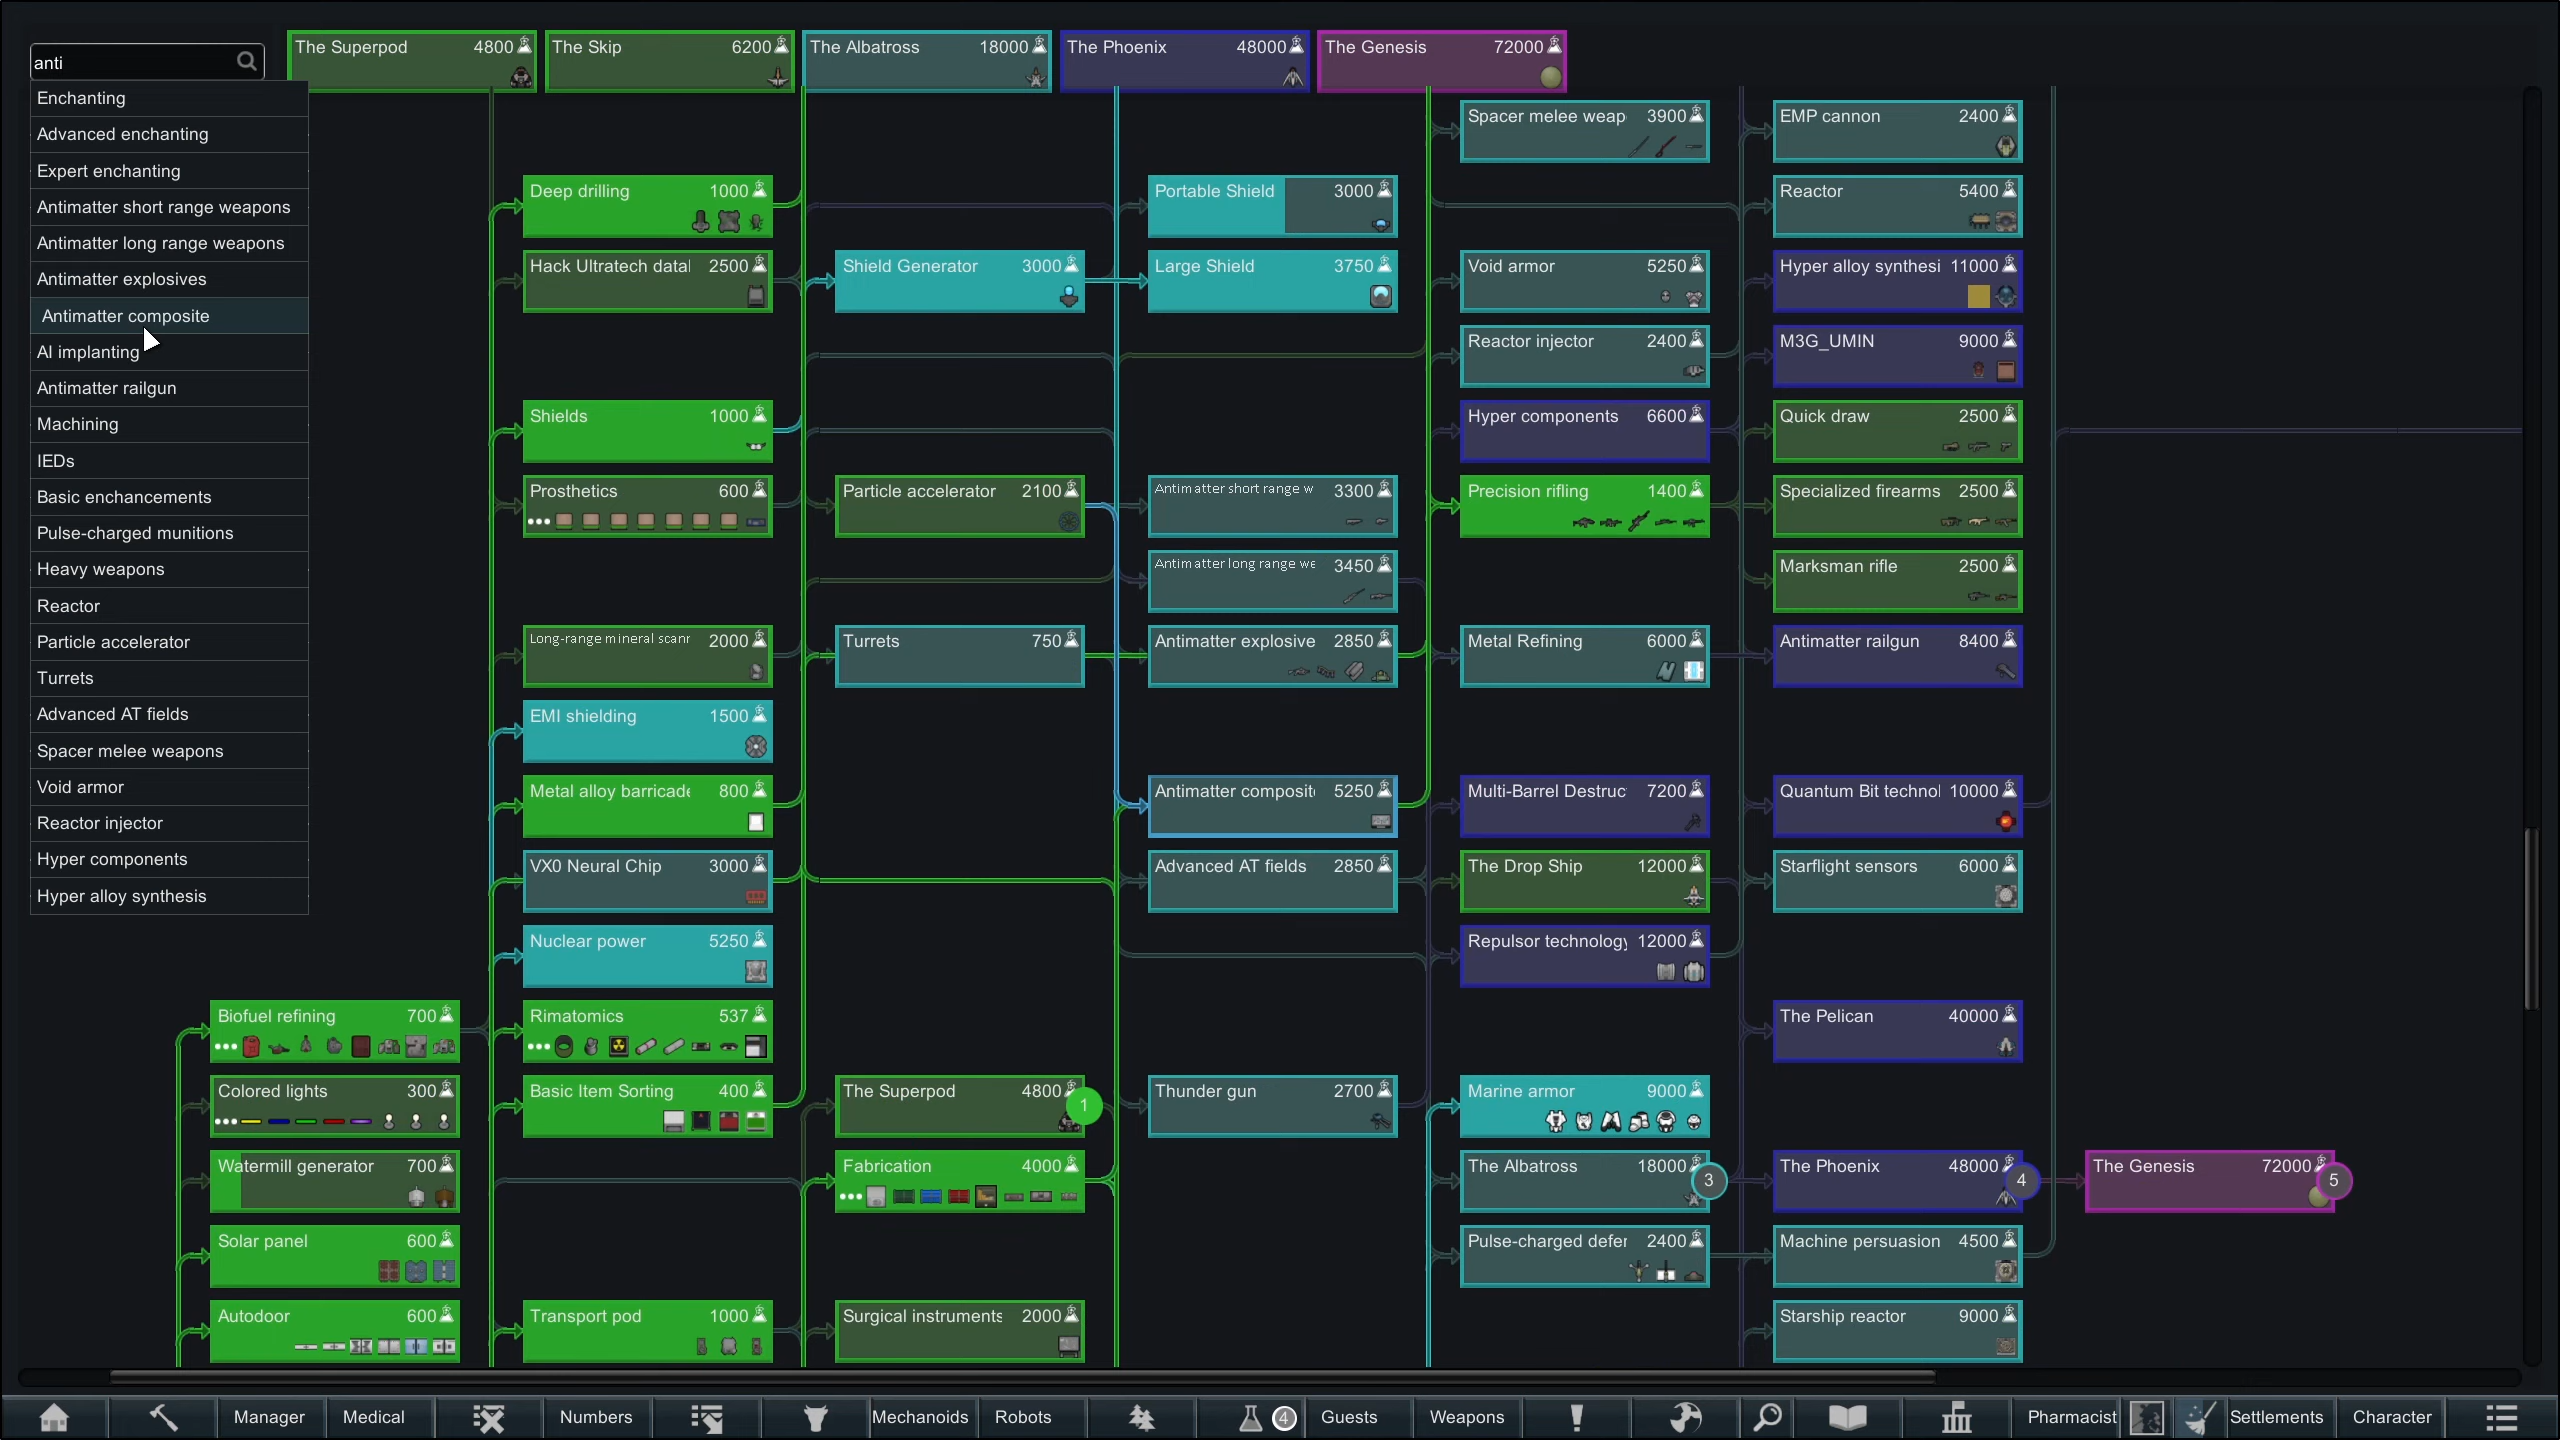 anti
The Superpod 4800
The Skip 6200
The Albatross 18000
The Phoenix 48000
The Genesis 72000
Enchanting
Advanced enchanting
Expert enchanting
Antimatter short range weapons
Antimatter long range weapons
Antimatter explosives
Antimatter composite
AI implanting
Antimatter railgun
Machining
IEDs
Basic enchancements
Pulse-charged munitions
Heavy weapons
Reactor
Particle accelerator
Turrets
Advanced AT fields
Spacer melee weapons
Void armor
Reactor injector
Hyper components
Hyper alloy synthesis
Biofuel refining 700
Colored lights 300
Watermill generator 700
Solar panel 600
Autodoor 600
Deep drilling 1000
Hack Ultratech datal 2500
Shields 1000
Prosthetics 600
Long-range mineral scanr 2000
EMI shielding 1500
Metal alloy barricade 800
VX0 Neural Chip 3000
Nuclear power 5250
Rimatomics 537
Basic Item Sorting 400
Transport pod 1000
Shield Generator 3000
Particle accelerator 2100
Turrets 750
The Superpod 4800
1
Fabrication 4000
Surgical instruments 2000
Portable Shield 3000
Large Shield 3750
Antimatter short range w 3300
Antimatter long range we 3450
Antimatter explosive 2850
Antimatter composit 5250
Advanced AT fields 2850
Thunder gun 2700
Spacer melee weap 3900
Void armor 5250
Reactor injector 2400
Hyper components 6600
Precision rifling 1400
Metal Refining 6000
Multi-Barrel Destruc 7200
The Drop Ship 12000
Repulsor technology 12000
Marine armor 9000
The Albatross 18000
3
Pulse-charged defer 2400
EMP cannon 2400
Reactor 5400
Hyper alloy synthesi 11000
M3G_UMIN 9000
Quick draw 2500
Specialized firearms 2500
Marksman rifle 2500
Antimatter railgun 8400
Quantum Bit technol 10000
Starflight sensors 6000
The Pelican 40000
The Phoenix 48000
4
Machine persuasion 4500
Starship reactor 9000
The Genesis 72000
5
Manager Medical Numbers Mechanoids Robots 4 Guests Weapons Pharmacist Settlements Character